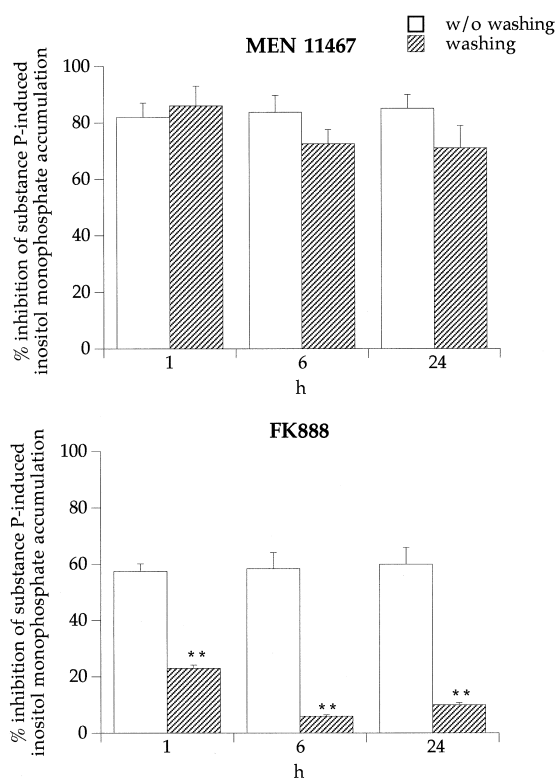 w/o washing
washing
MEN 11467
% inhibition of substance P-induced
inositol monophosphate accumulation
100
80
60
40
20
0
1 6 24
h
FK888
% inhibition of substance P-induced
inositol monophosphate accumulation
100
80
60
40
20
0
** ** **
1 6 24
h